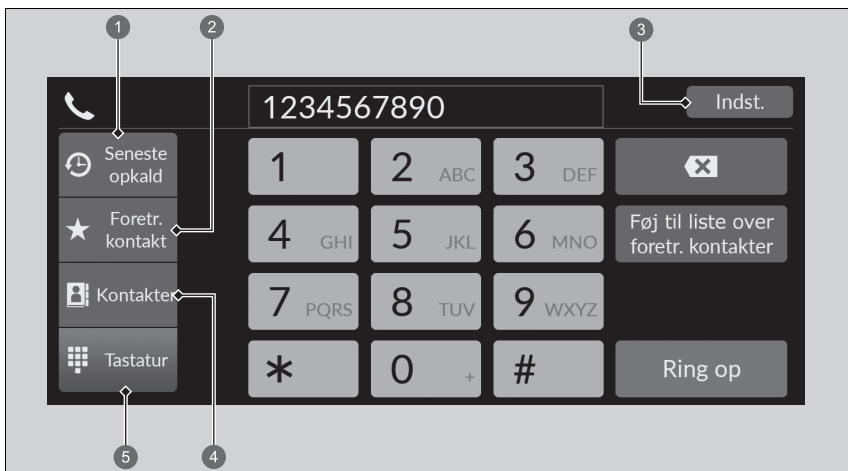 1
2
3
1234567890
Indst.
Seneste
opkald
1
2 ABC
3 DEF
Foretr.
kontakt
4 GHI
5 JKL
6 MNO
Føj til liste over
foretr. kontakter
Kontakter
7 PQRS
8 TUV
9 WXYZ
Tastatur
*
0 +
#
Ring op
5
4